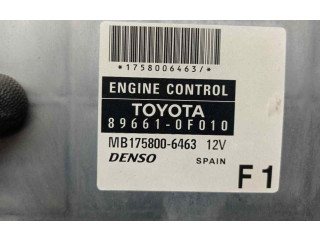 *1758006463/*
ENGINE CONTROL
TOYOTA
89661-0F010
MB175800-6463 12V
DENSO SPAIN
F1